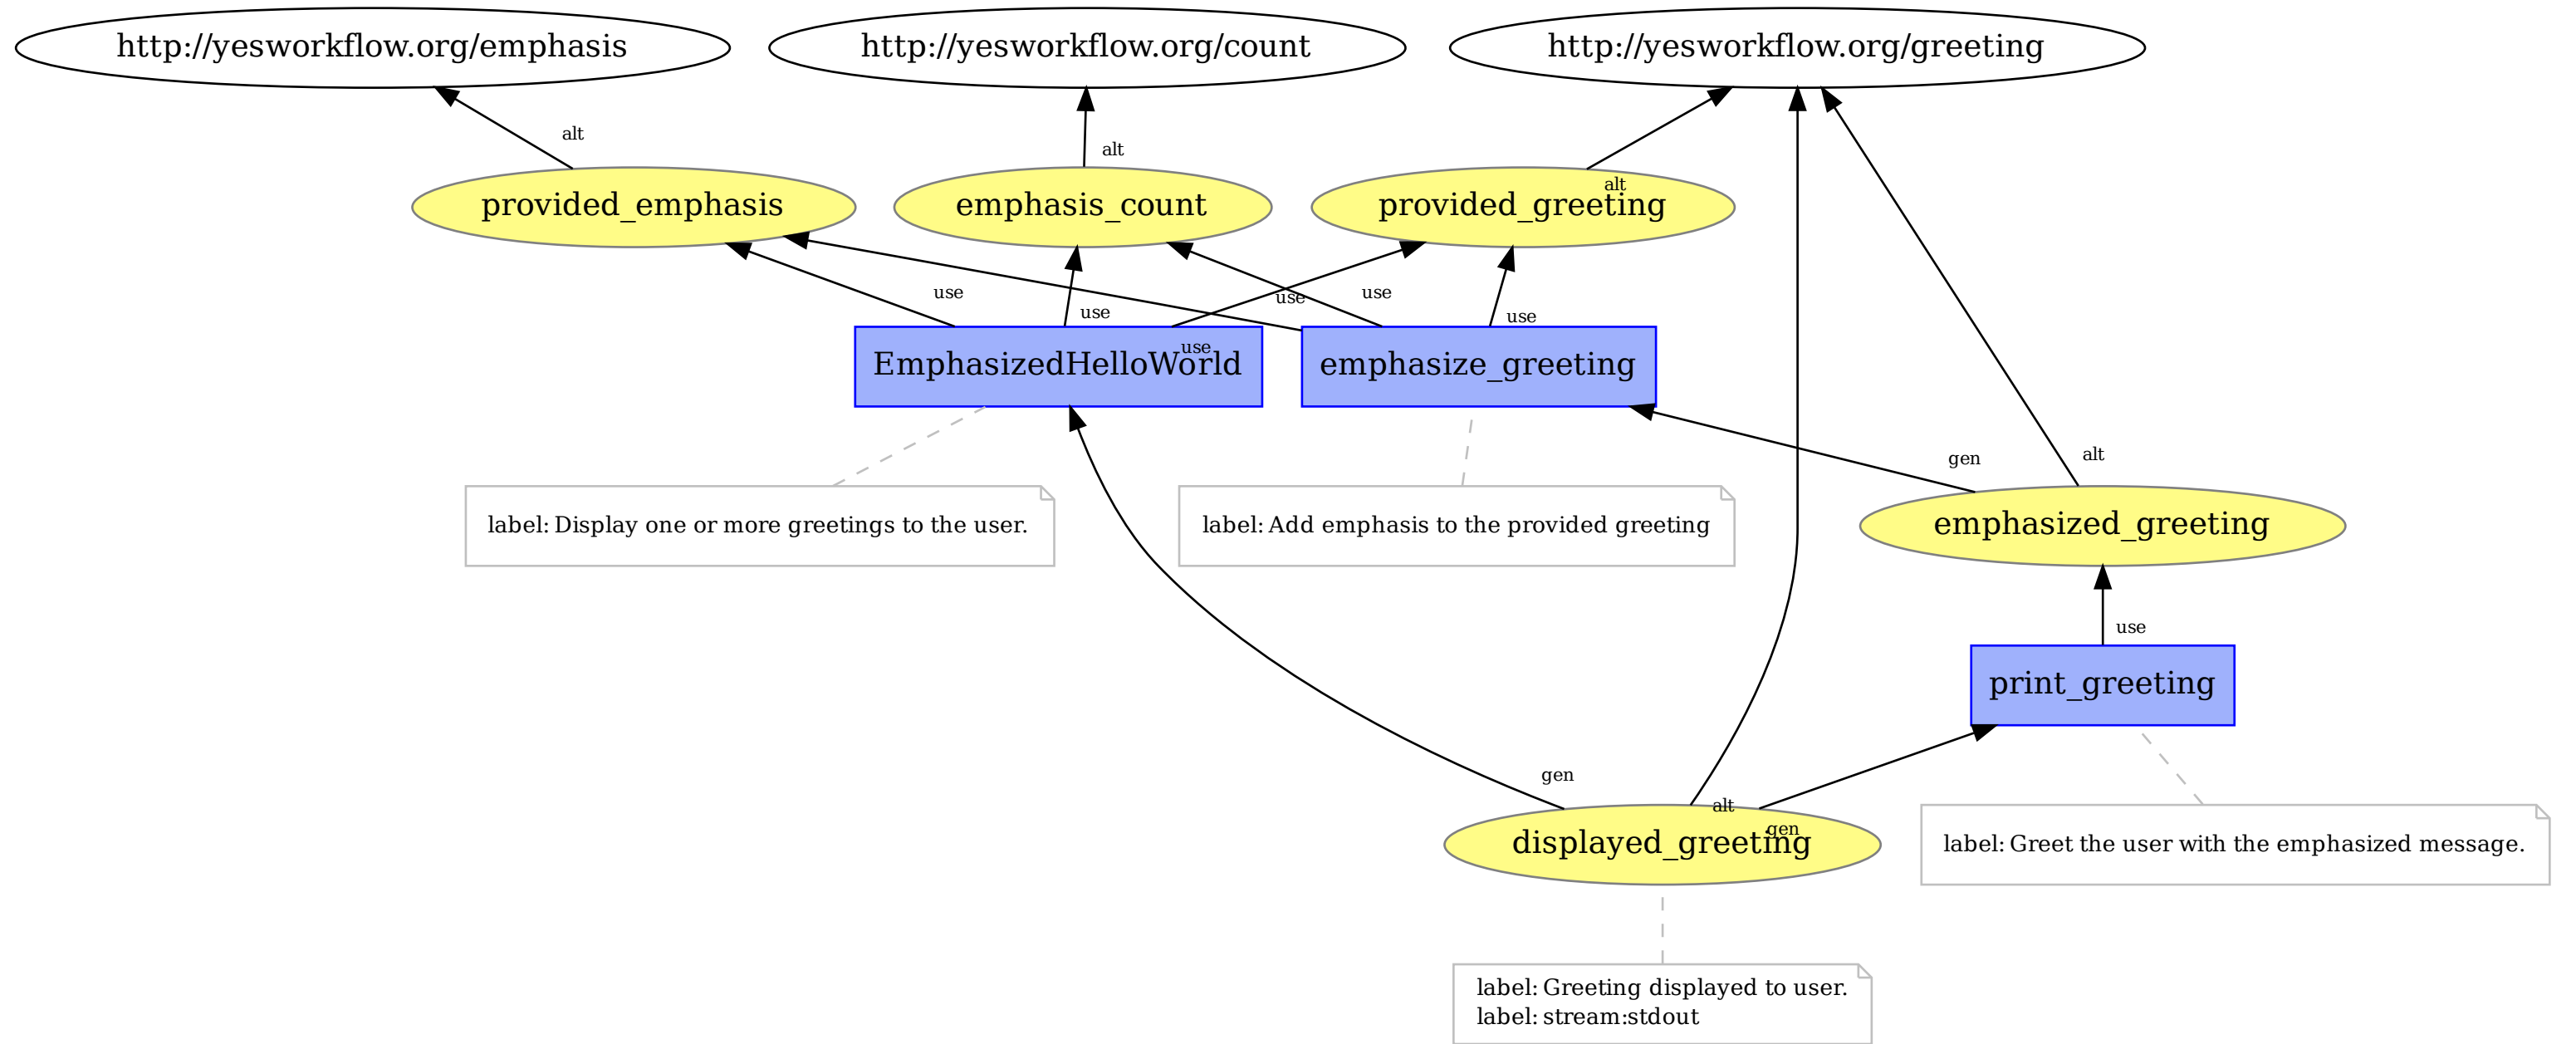 http://yesworkflow.org/emphasis
http://yesworkflow.org/count
http://yesworkflow.org/greeting
alt
alt
alt
provided_emphasis
emphasis_count
provided_greeting
use
use
use
use
use
use
EmphasizedHelloWorld
emphasize_greeting
gen
alt
label: Display one or more greetings to the user.
label: Add emphasis to the provided greeting
emphasized_greeting
use
print_greeting
gen
alt
gen
displayed_greeting
label: Greet the user with the emphasized message.
label: Greeting displayed to user.
label: stream:stdout